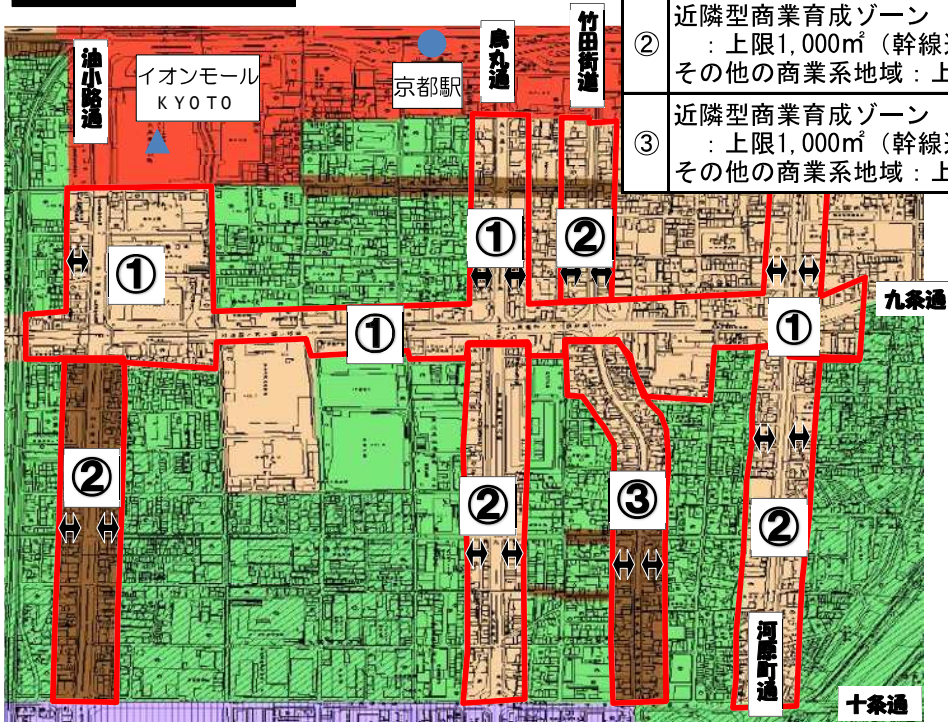 油小路通
イオンモール
KYOTO
京都駅
烏丸通
竹田街道
②
近隣型商業育成ゾーン
：上限1,000㎡（幹線
その他の商業系地域：上
③
近隣型商業育成ゾーン
：上限1,000㎡（幹線
その他の商業系地域：上
①
①
②
①
①
九条通
②
②
③
②
河原町通
十条通